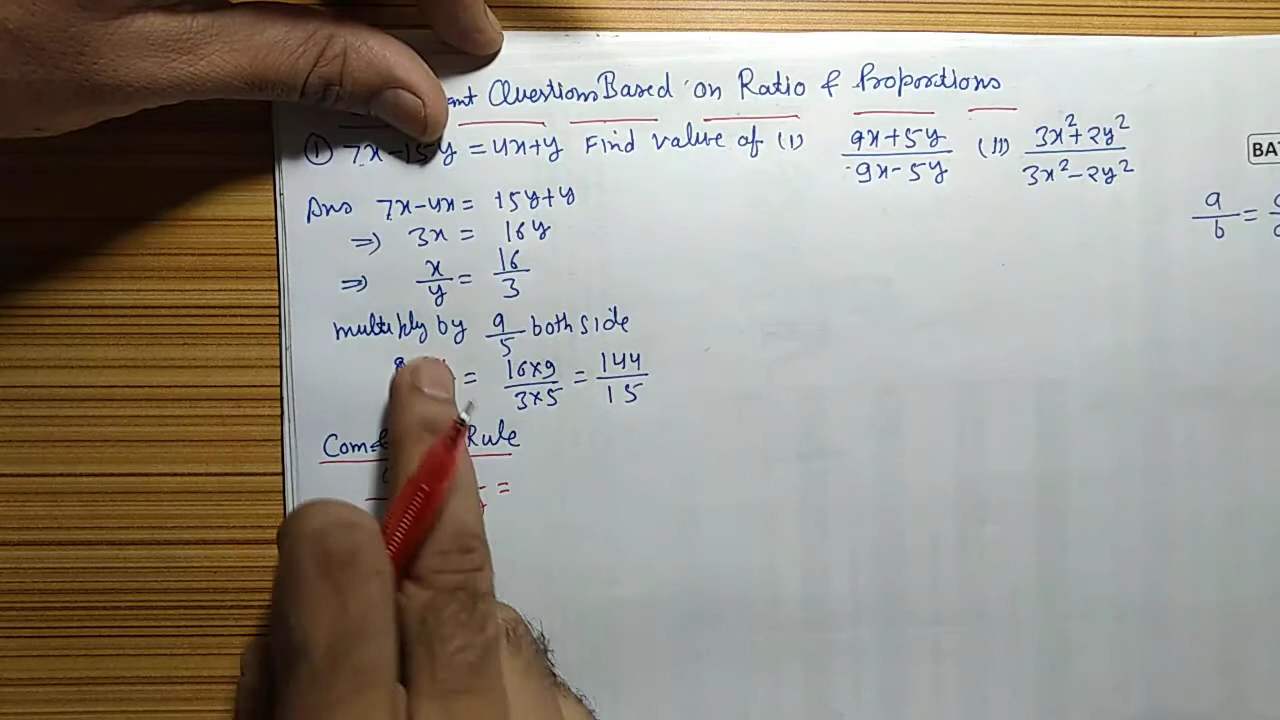 Questions Based on Ratio & Proportions
① 7x-15y = 4x+y Find value of (I) 9x+5y/9x-5y (II) 3x²+2y²/3x²-2y²
Ans 7x-4x = 15y+y
⇒ 3x = 16y
⇒ x/y = 16/3
multiply by 9/5 both side
= 16×9/3×5 = 144/15
Rule
=
a/b =
BAT